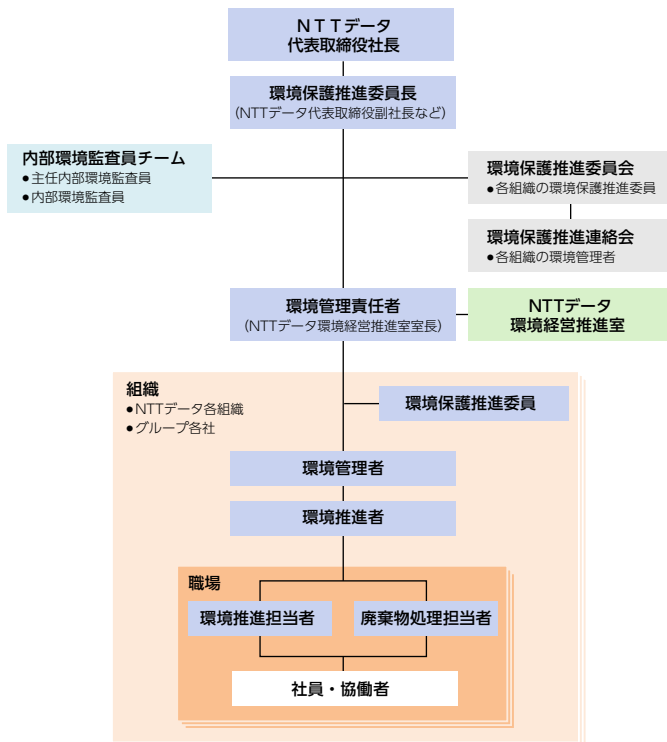 NTTデータ
代表取締役社長
環境保護推進委員長
(NTTデータ代表取締役副社長など)
内部環境監査員チーム
●主任内部環境監査員
●内部環境監査員
環境保護推進委員会
●各組織の環境保護推進委員
環境保護推進連絡会
●各組織の環境管理者
環境管理責任者
(NTTデータ環境経営推進室室長)
NTTデータ
環境経営推進室
組織
●NTTデータ各組織
●グループ各社
環境保護推進委員
環境管理者
環境推進者
職場
環境推進担当者
廃棄物処理担当者
社員・協働者